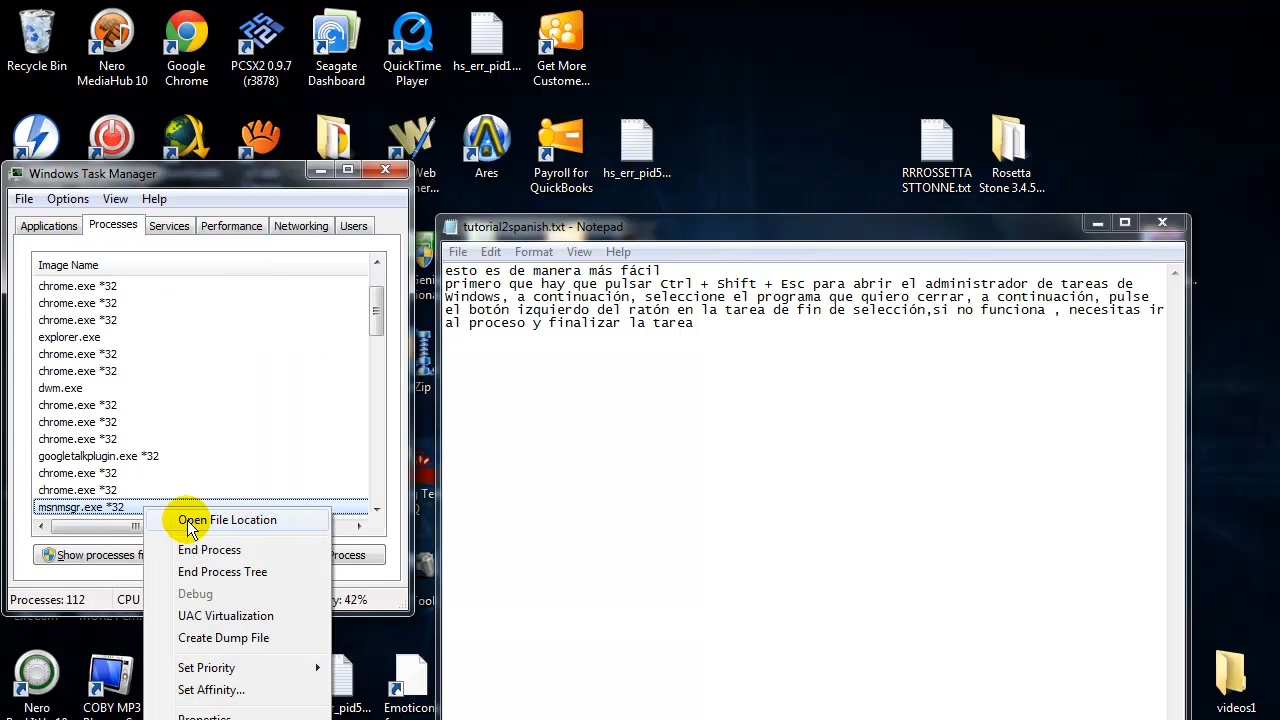 Recycle Bin
Nero
MediaHub 10
Google
Chrome
PCSX2 0.9.7
(r3878)
Seagate
Dashboard
QuickTime
Player
hs_err_pid1...
Get More
Custome...
Web
Ares
Payroll for
QuickBooks
hs_err_pid5...
RRROSSETTA
STTONNE.txt
Rosetta
Stone 3.4.5...
Windows Task Manager
File Options View Help
Applications Processes Services Performance Networking Users
Image Name
chrome.exe *32
chrome.exe *32
chrome.exe *32
explorer.exe
chrome.exe *32
chrome.exe *32
dwm.exe
chrome.exe *32
chrome.exe *32
chrome.exe *32
googletalkplugin.exe *32
chrome.exe *32
chrome.exe *32
msnmsgr.exe *32
Show processes f
Process
Processes: 112 CPU
y: 42%
Open File Location
End Process
End Process Tree
Debug
UAC Virtualization
Create Dump File
Set Priority
Set Affinity...
Properties
tutorial2spanish.txt - Notepad
File Edit Format View Help
esto es de manera más fácil
primero que hay que pulsar Ctrl + Shift + Esc para abrir el administrador de tareas de
Windows, a continuación, seleccione el programa que quiero cerrar, a continuación, pulse
el botón izquierdo del ratón en la tarea de fin de selección,si no funciona , necesitas ir
al proceso y finalizar la tarea
Zip
Tool
Nero
COBY MP3
_pid5...
Emoticon
videos1